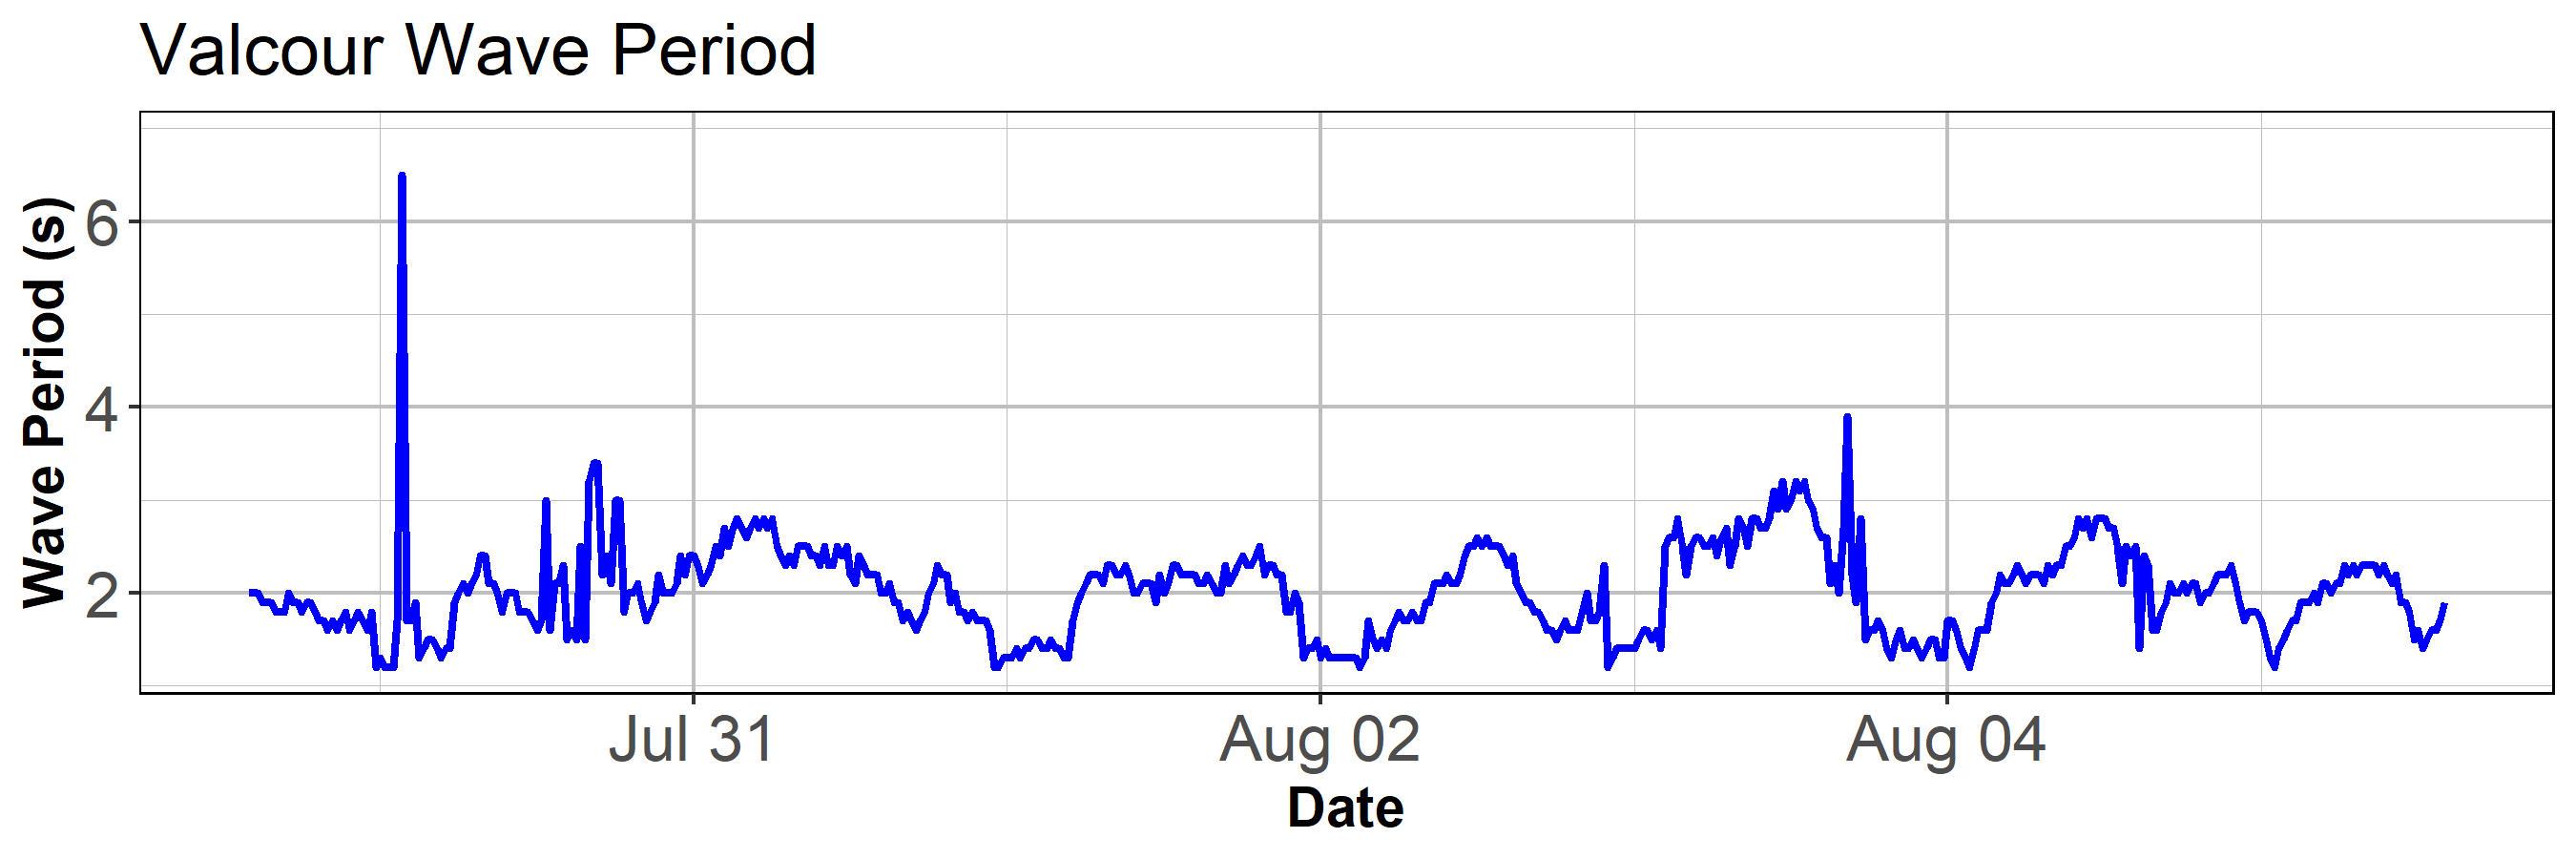 Valcour Wave Period
Wave Period (s)
6
4
2
Jul 31
Aug 02
Aug 04
Date